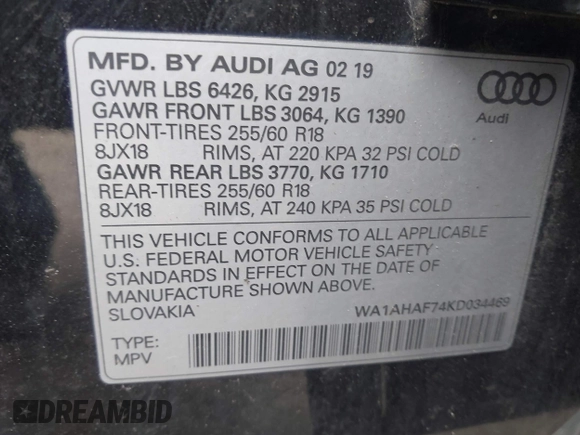 MFD. BY AUDI AG 02 19
GVWR LBS 6426, KG 2915
GAWR FRONT LBS 3064, KG 1390
FRONT-TIRES 255/60 R18
8JX18 RIMS, AT 220 KPA 32 PSI COLD
GAWR REAR LBS 3770, KG 1710
REAR-TIRES 255/60 R18
8JX18 RIMS, AT 240 KPA 35 PSI COLD
Audi
THIS VEHICLE CONFORMS TO ALL APPLICABLE
U.S. FEDERAL MOTOR VEHICLE SAFETY
STANDARDS IN EFFECT ON THE DATE OF
MANUFACTURE SHOWN ABOVE.
SLOVAKIA
WA1AHAF74KD034469
TYPE:
MPV
DREAMBID